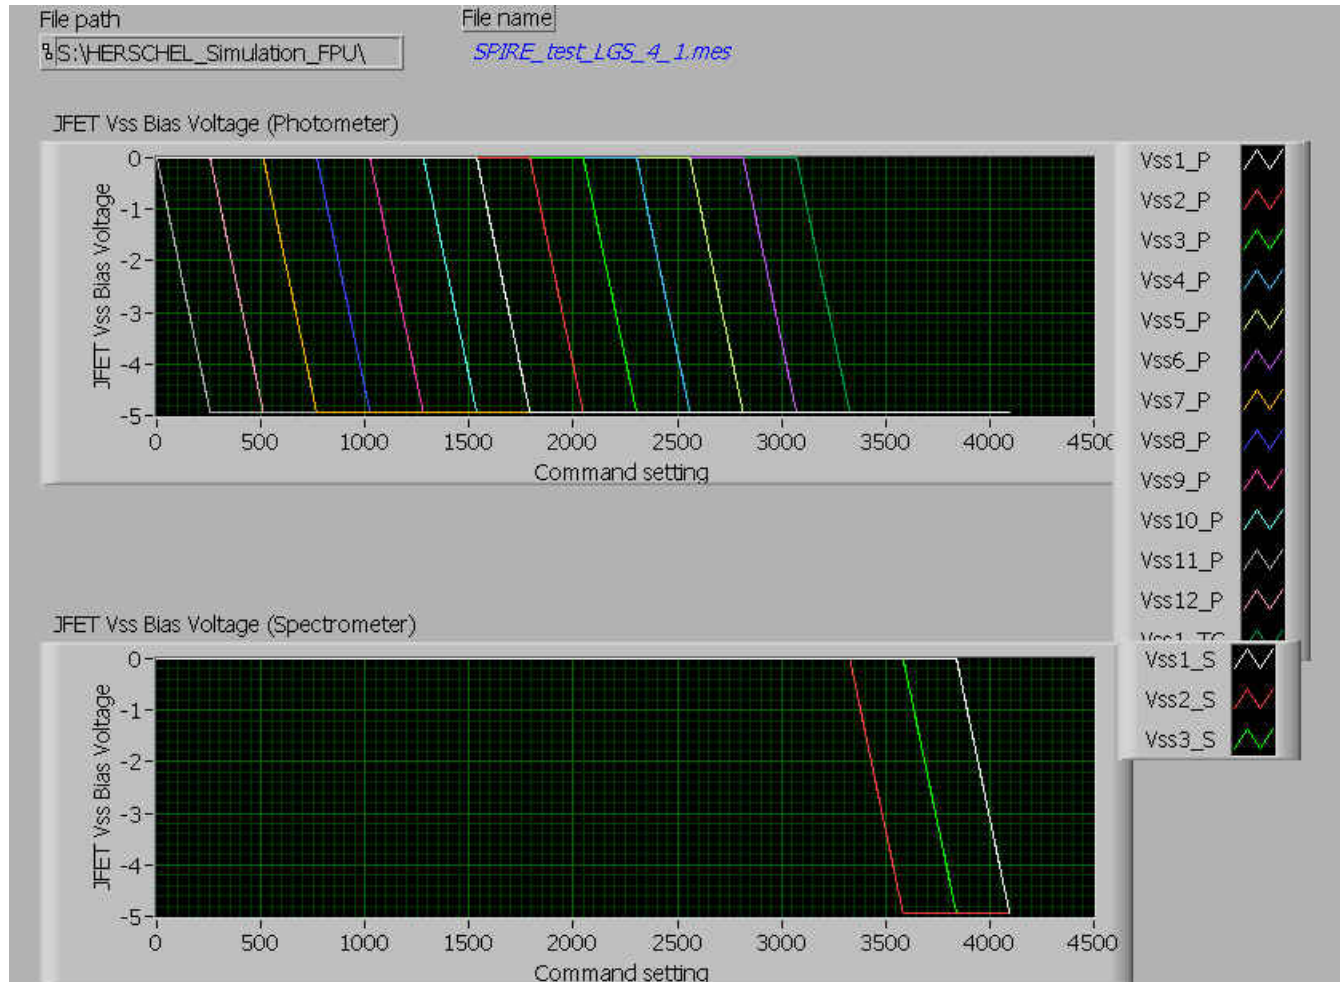 File path
File name
%S:\HERSCHEL_Simulation_FPU\
SPIRE_test_LGS_4_1.mes
JFET Vss Bias Voltage (Photometer)
JFET Vss Bias Voltage
0
-1
-2
-3
-4
-5
0 500 1000 1500 2000 2500 3000 3500 4000 4500
Command setting
Vss1_P
Vss2_P
Vss3_P
Vss4_P
Vss5_P
Vss6_P
Vss7_P
Vss8_P
Vss9_P
Vss10_P
Vss11_P
Vss12_P
Vss1_TC
JFET Vss Bias Voltage (Spectrometer)
JFET Vss Bias Voltage
0
-1
-2
-3
-4
-5
0 500 1000 1500 2000 2500 3000 3500 4000 4500
Command setting
Vss1_S
Vss2_S
Vss3_S